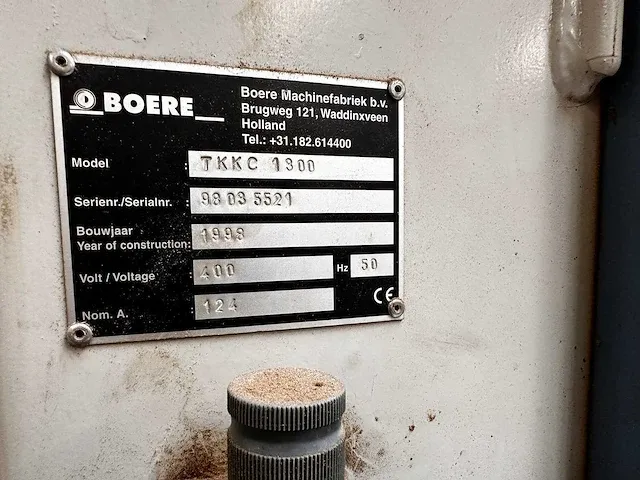 BOERE
Boere Machinefabriek b.v.
Brugweg 121, Waddinxveen
Holland
Tel.: +31.182.614400
Model : TKKC 1300
Serienr./Serialnr. : 98 03 5521
Bouwjaar
Year of construction: 1998
Volt / Voltage : 400 Hz 50
Nom. A. : 124
CE